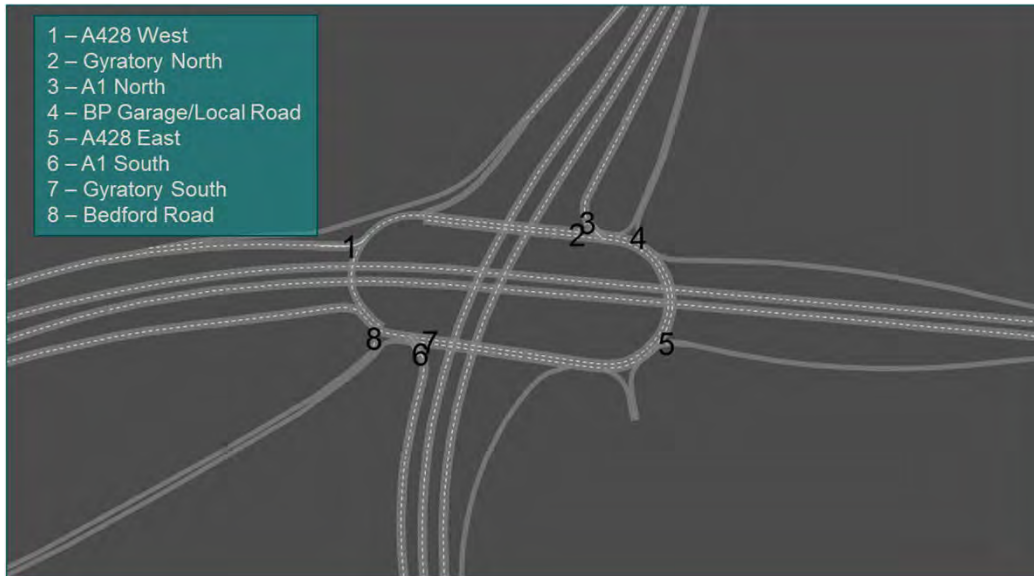 1 – A428 West
2 – Gyratory North
3 – A1 North
4 – BP Garage/Local Road
5 – A428 East
6 – A1 South
7 – Gyratory South
8 – Bedford Road
3
2
4
1
8
7
6
5